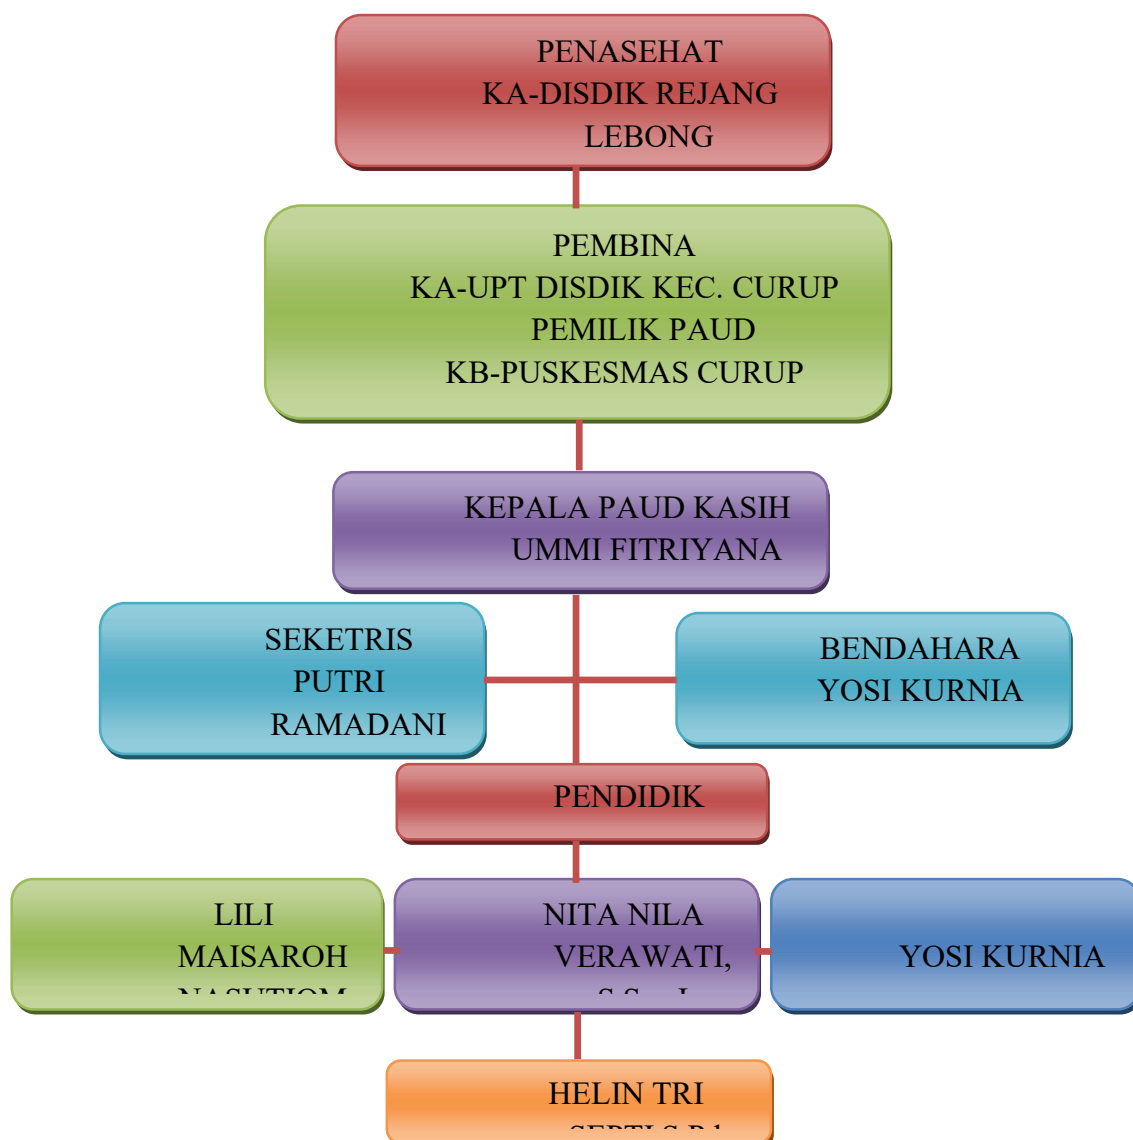 PENASEHAT
KA-DISDIK REJANG
LEBONG
PEMBINA
KA-UPT DISDIK KEC. CURUP
PEMILIK PAUD
KB-PUSKESMAS CURUP
KEPALA PAUD KASIH
UMMI FITRIYANA
SEKETRIS
PUTRI
RAMADANI
BENDAHARA
YOSI KURNIA
PENDIDIK
LILI
MAISAROH
NITA NILA
VERAWATI,
YOSI KURNIA
HELIN TRI